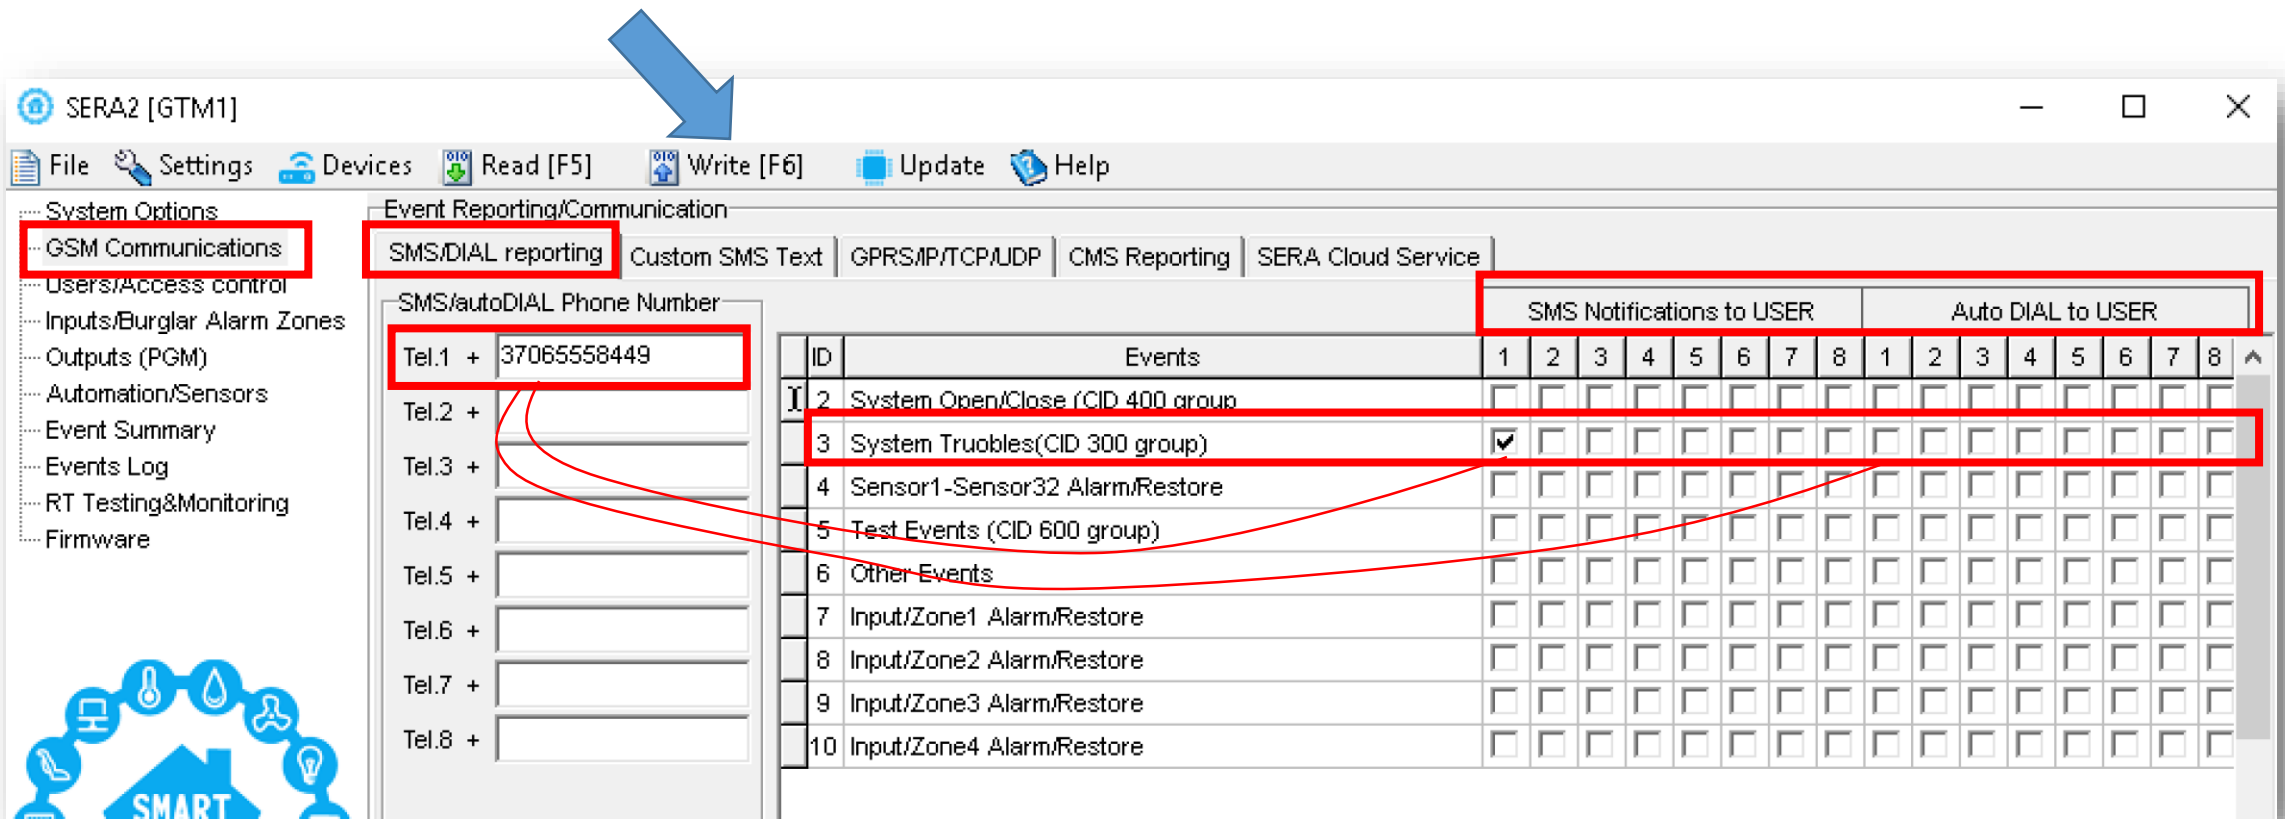 SERA2 [GTM1]
File Settings Devices Read [F5] Write [F6] Update Help
System Options
GSM Communications
Users/Access control
Inputs/Burglar Alarm Zones
Outputs (PGM)
Automation/Sensors
Event Summary
Events Log
RT Testing&Monitoring
Firmware
SMART
Event Reporting/Communication
SMS/DIAL reporting Custom SMS Text GPRS/IP/TCP/UDP CMS Reporting SERA Cloud Service
SMS/autoDIAL Phone Number
Tel.1 + 37065558449
Tel.2 +
Tel.3 +
Tel.4 +
Tel.5 +
Tel.6 +
Tel.7 +
Tel.8 +
SMS Notifications to USER Auto DIAL to USER
ID Events 1 2 3 4 5 6 7 8 1 2 3 4 5 6 7 8
2 System Open/Close (CID 400 group
3 System Truobles(CID 300 group)
4 Sensor1-Sensor32 Alarm/Restore
5 Test Events (CID 600 group)
6 Other Events
7 Input/Zone1 Alarm/Restore
8 Input/Zone2 Alarm/Restore
9 Input/Zone3 Alarm/Restore
10 Input/Zone4 Alarm/Restore